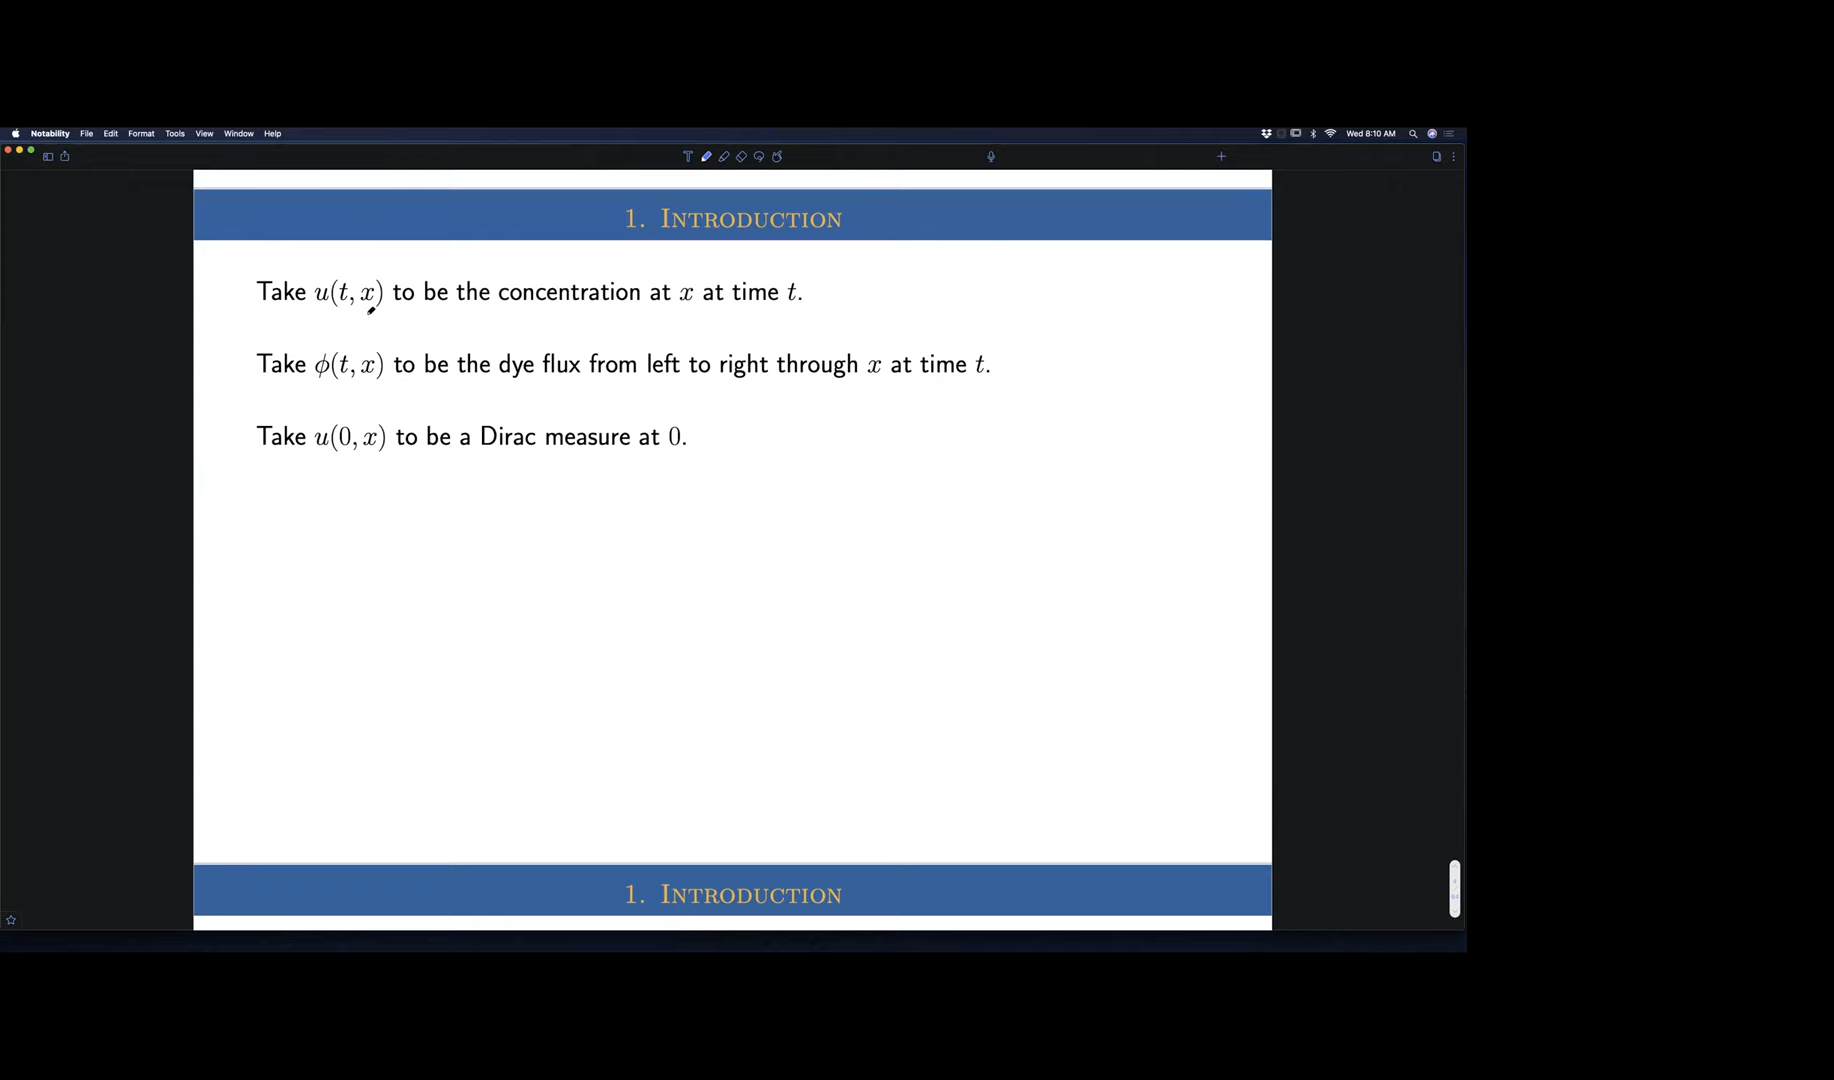 Notability File Edit Format Tools View Window Help Wed 8:10 AM
1. INTRODUCTION
Take u(t, x) to be the concentration at x at time t.
Take ϕ(t, x) to be the dye flux from left to right through x at time t.
Take u(0, x) to be a Dirac measure at 0.
1. INTRODUCTION